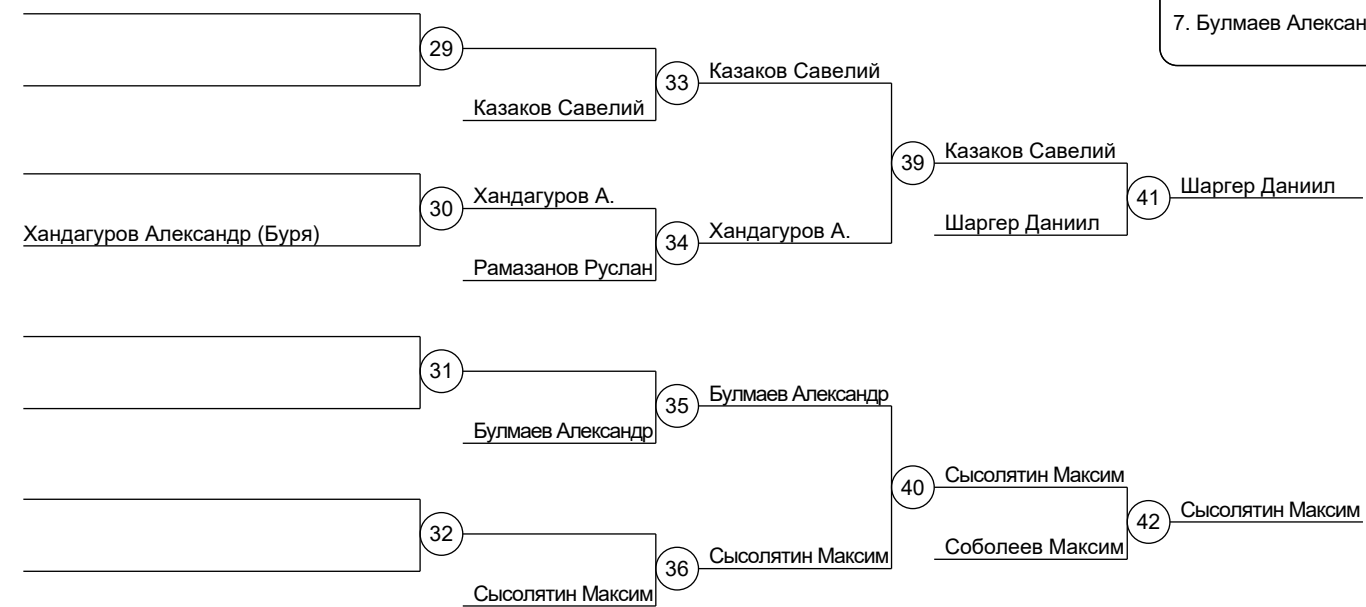 7. Булмаев Алексан
29
33
Казаков Савелий
Казаков Савелий
39
Казаков Савелий
30
Хандагуров А.
41
Шаргер Даниил
Хандагуров Александр (Буря)
34
Хандагуров А.
Шаргер Даниил
Рамазанов Руслан
31
35
Булмаев Александр
Булмаев Александр
40
Сысолятин Максим
32
42
Сысолятин Максим
36
Сысолятин Максим
Соболеев Максим
Сысолятин Максим